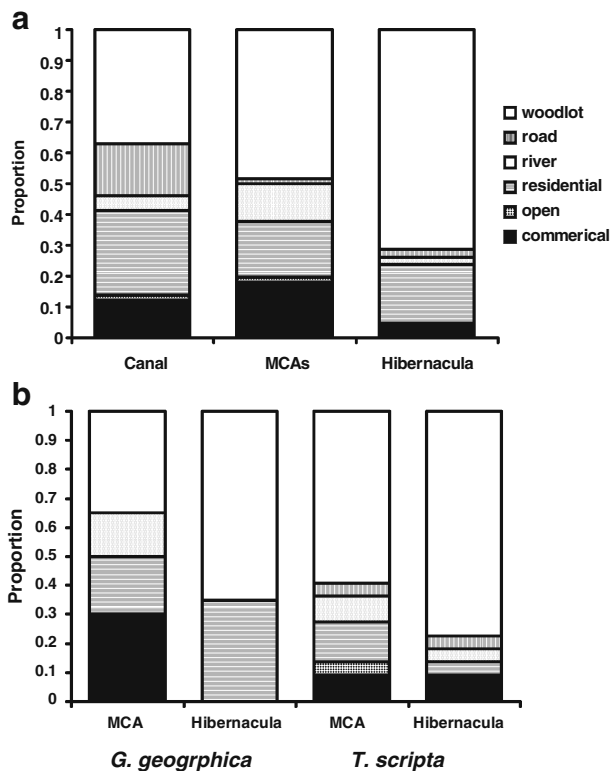 a
1
0.9
0.8
0.7
0.6
0.5
0.4
0.3
0.2
0.1
0
Proportion
Canal
MCAs
Hibernacula
woodlot
road
river
residential
open
commerical
b
1
0.9
0.8
0.7
0.6
0.5
0.4
0.3
0.2
0.1
0
Proportion
MCA
Hibernacula
MCA
Hibernacula
G. geogrphica
T. scripta